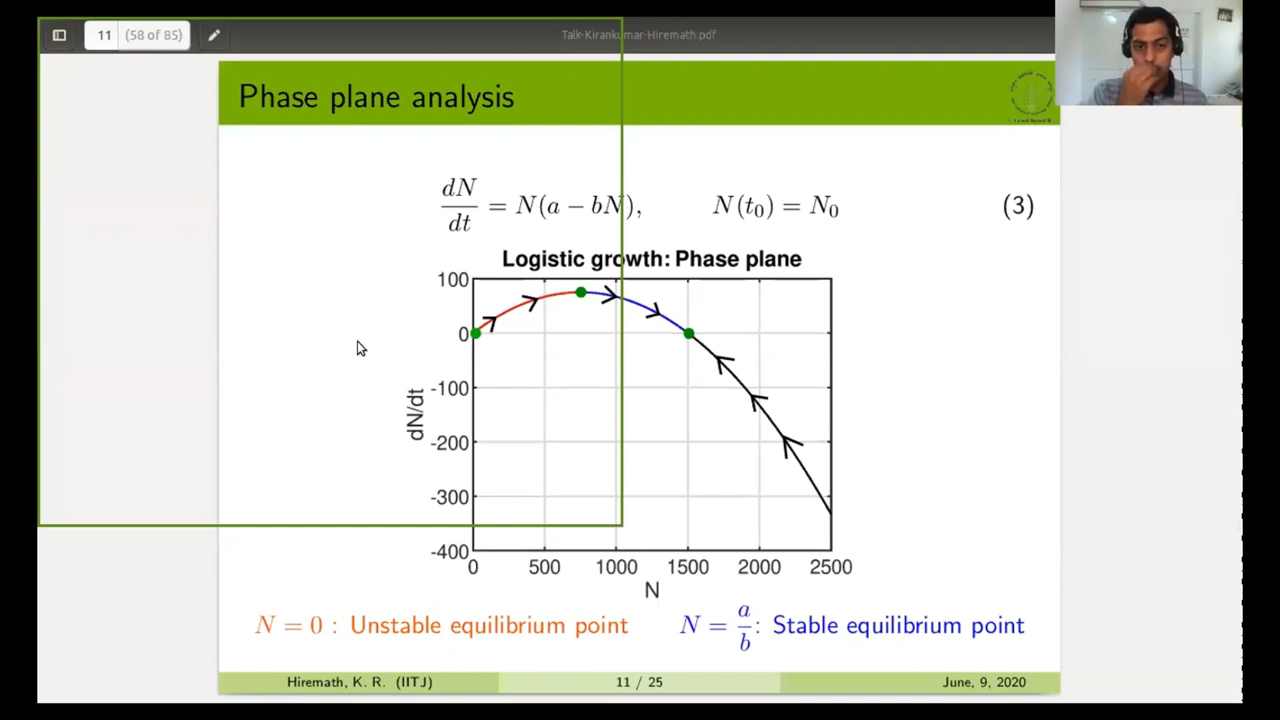 11 (58 of 85)
Talk-Kirankumar-Hiremath.pdf
Phase plane analysis
dN/dt = N(a − bN), N(t₀) = N₀ (3)
Logistic growth: Phase plane
100
0
-100
-200
-300
-400
dN/dt
0 500 1000 1500 2000 2500
N
N = 0 : Unstable equilibrium point N = a/b: Stable equilibrium point
Hiremath, K. R. (IITJ) 11 / 25 June, 9, 2020